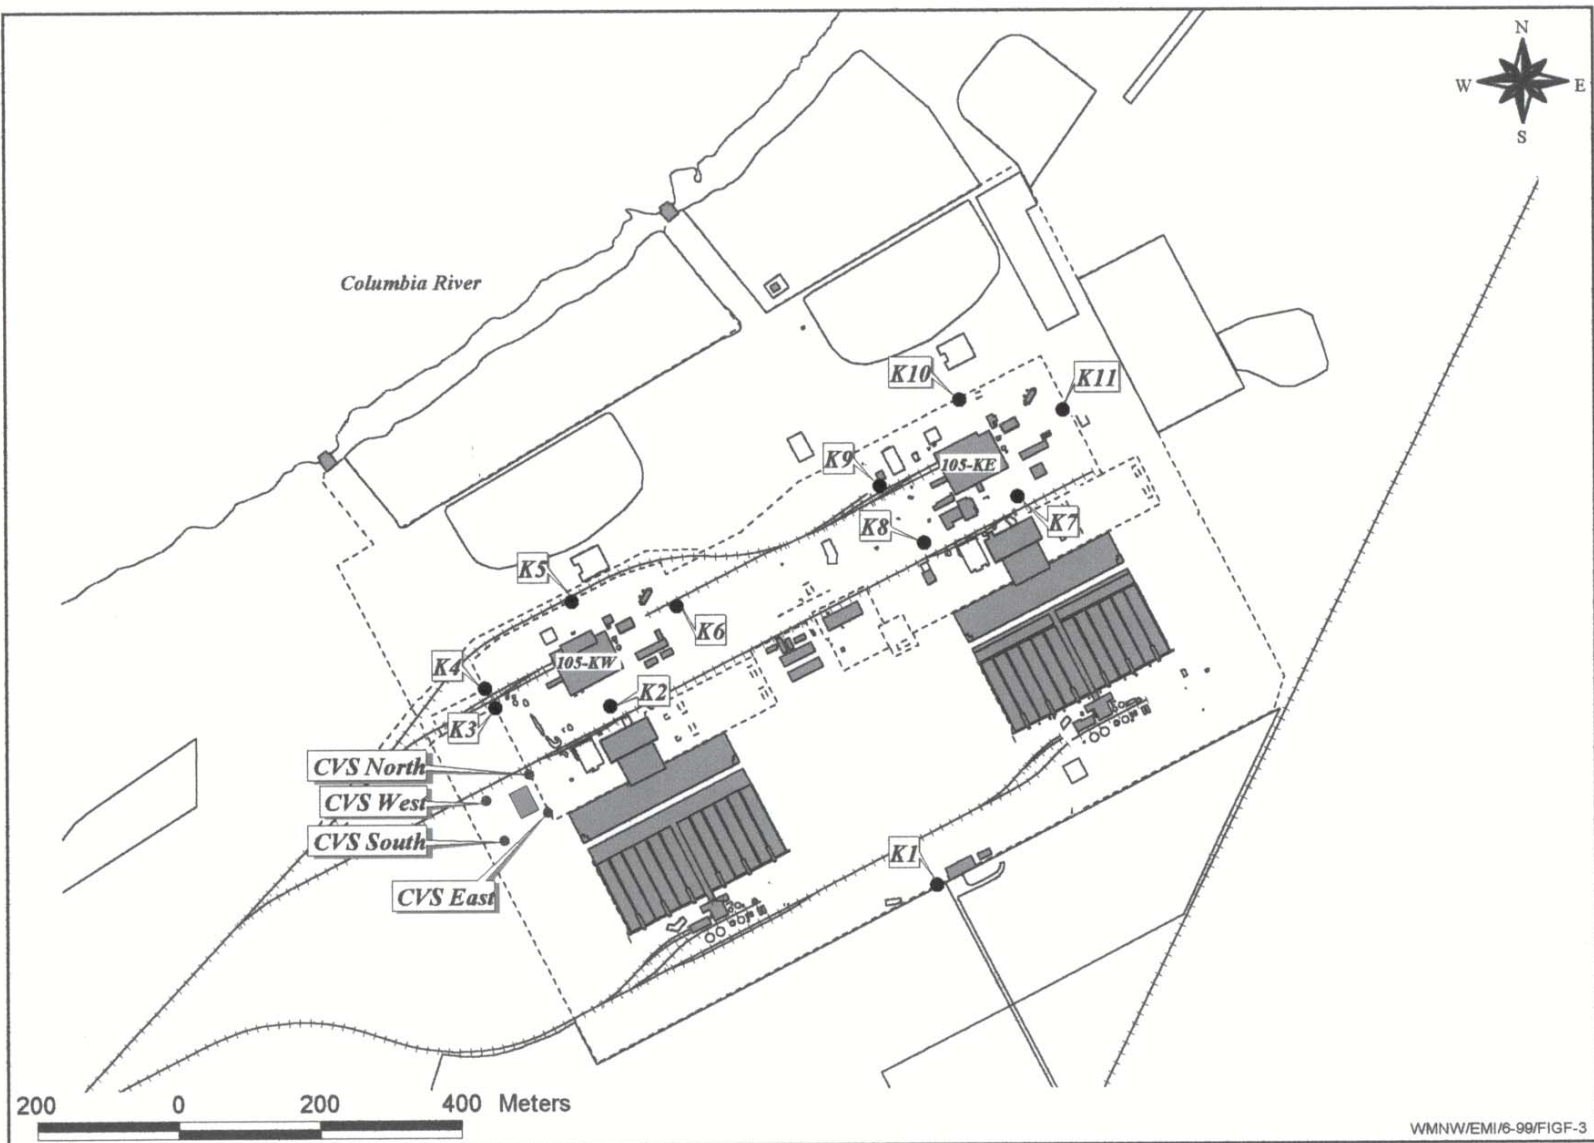 N
W E
S
Columbia River
K10
K11
K9
105-KE
K8
K7
K5
K6
K4
105-KW
K2
K3
CVS North
CVS West
CVS South
K1
CVS East
200 0 200 400 Meters
WMNW/EMI/6-99/FIGF-3